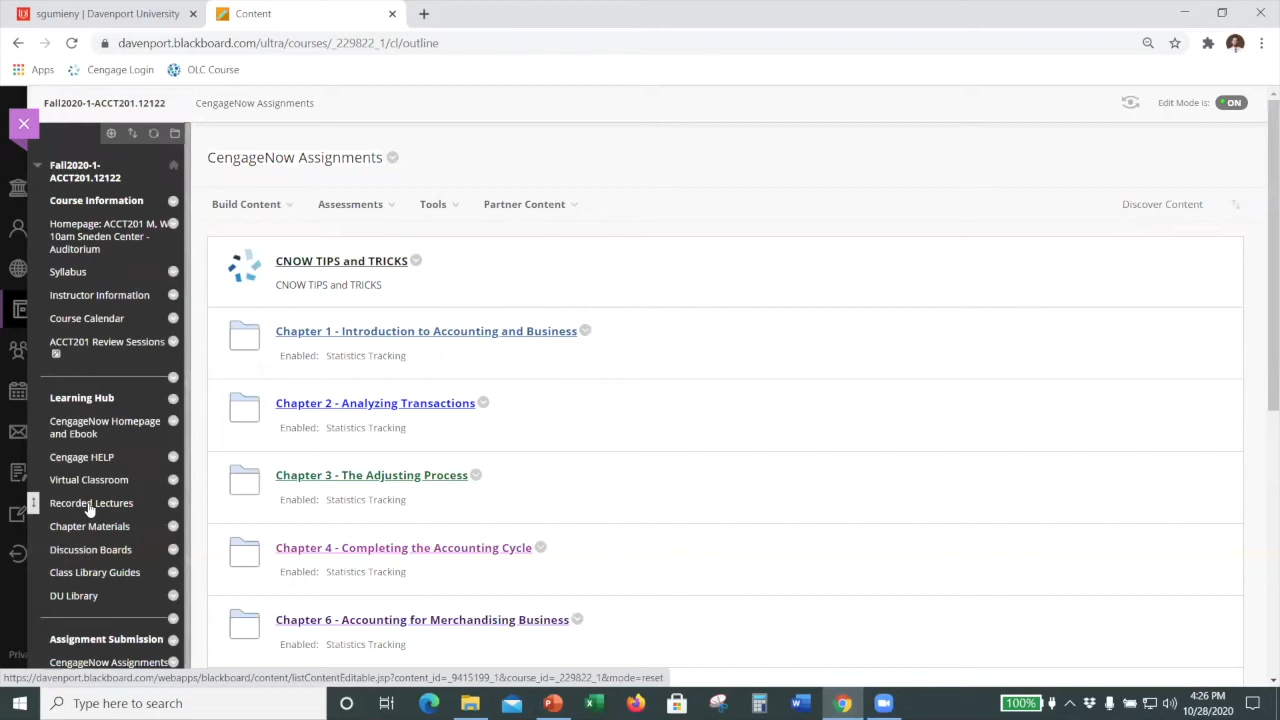 sgumieny | Davenport University
Content
davenport.blackboard.com/ultra/courses/_229822_1/cl/outline
Apps
Cengage Login
OLC Course
Fall2020-1-ACCT201.12122
CengageNow Assignments
Edit Mode is:
ON
Fall2020-1-
ACCT201.12122
Course Information
Homepage: ACCT201 M, W
10am Sneden Center -
Auditorium
Syllabus
Instructor Information
Course Calendar
ACCT201 Review Sessions
Learning Hub
CengageNow Homepage
and Ebook
Cengage HELP
Virtual Classroom
Recorded Lectures
Chapter Materials
Discussion Boards
Class Library Guides
DU Library
Assignment Submission
CengageNow Assignments
Priv
CengageNow Assignments
Build Content
Assessments
Tools
Partner Content
Discover Content
CNOW TIPS and TRICKS
CNOW TIPS and TRICKS
Chapter 1 - Introduction to Accounting and Business
Enabled: Statistics Tracking
Chapter 2 - Analyzing Transactions
Enabled: Statistics Tracking
Chapter 3 - The Adjusting Process
Enabled: Statistics Tracking
Chapter 4 - Completing the Accounting Cycle
Enabled: Statistics Tracking
Chapter 6 - Accounting for Merchandising Business
Enabled: Statistics Tracking
https://davenport.blackboard.com/webapps/blackboard/content/listContentEditable.jsp?content_id=_9415199_1&course_id=_229822_1&mode=reset
Type here to search
100%
4:26 PM
10/28/2020